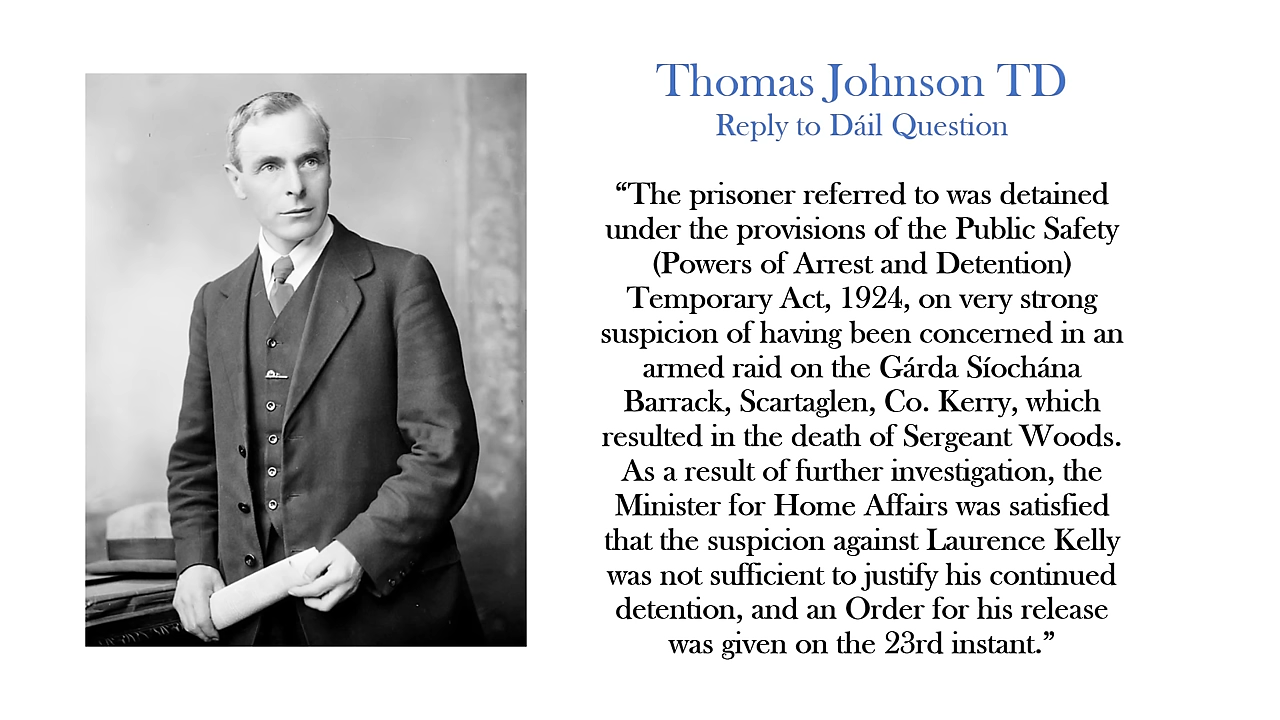 Thomas Johnson TD
Reply to Dáil Question
“The prisoner referred to was detained
under the provisions of the Public Safety
(Powers of Arrest and Detention)
Temporary Act, 1924, on very strong
suspicion of having been concerned in an
armed raid on the Gárda Síochána
Barrack, Scartaglen, Co. Kerry, which
resulted in the death of Sergeant Woods.
As a result of further investigation, the
Minister for Home Affairs was satisfied
that the suspicion against Laurence Kelly
was not sufficient to justify his continued
detention, and an Order for his release
was given on the 23rd instant.”